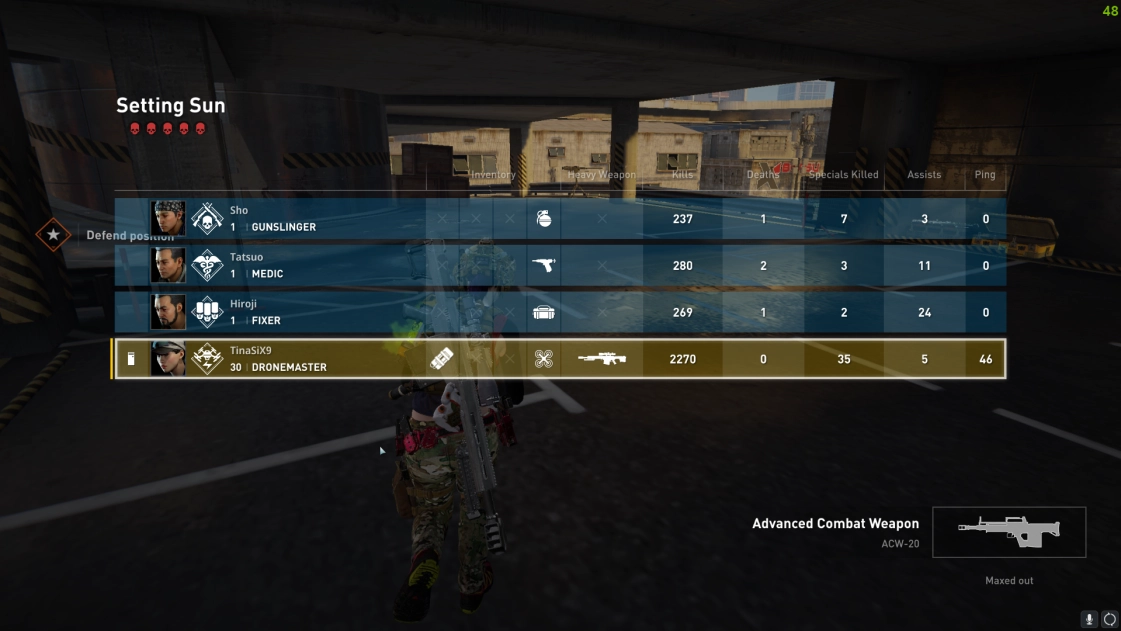 48
Setting Sun
Inventory Heavy Weapon Kills Deaths Specials Killed Assists Ping
Sho
1 | GUNSLINGER 237 1 7 3 0
Defend position
Tatsuo
1 | MEDIC 280 2 3 11 0
Hiroji
1 | FIXER 269 1 2 24 0
TinaSiX9
30 | DRONEMASTER 2270 0 35 5 46
Advanced Combat Weapon
ACW-20
Maxed out